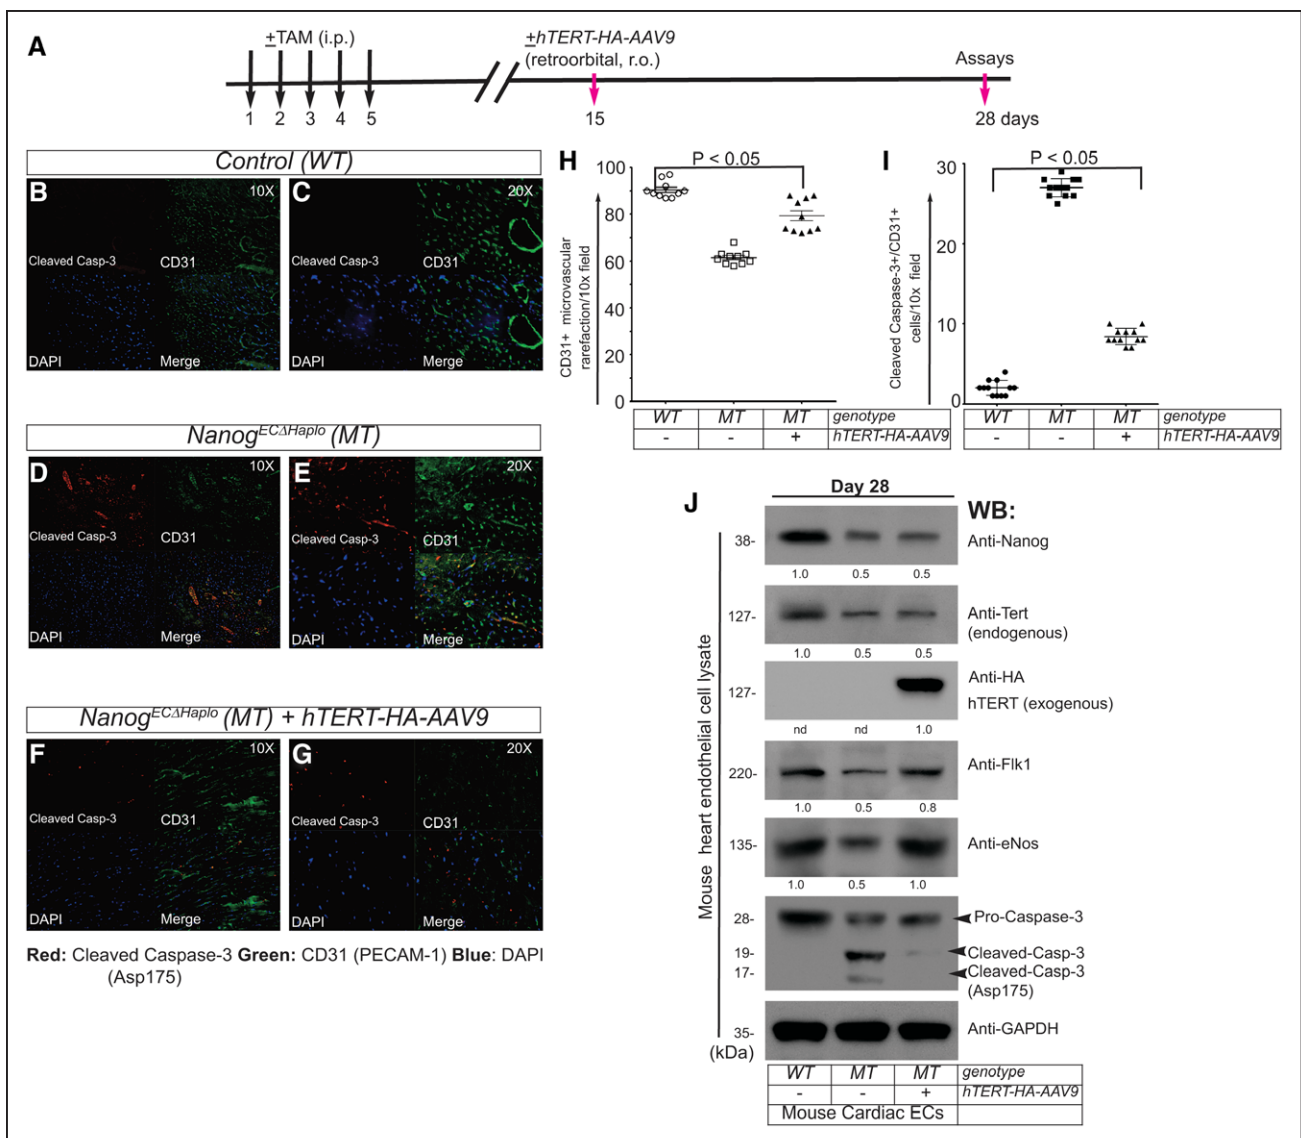 A
±TAM (i.p.)
1 2 3 4 5
±hTERT-HA-AAV9
(retroorbital, r.o.)
15
Assays
28 days
Control (WT)
B
10X
Cleaved Casp-3
CD31
DAPI
Merge
C
20X
Cleaved Casp-3
CD31
DAPI
Merge
NanogECΔHaplo (MT)
D
10X
Cleaved Casp-3
CD31
DAPI
Merge
E
20X
Cleaved Casp-3
CD31
DAPI
Merge
NanogECΔHaplo (MT) + hTERT-HA-AAV9
F
10X
Cleaved Casp-3
CD31
DAPI
Merge
G
20X
Cleaved Casp-3
CD31
DAPI
Merge
Red: Cleaved Caspase-3 Green: CD31 (PECAM-1) Blue: DAPI
(Asp175)
H
P < 0.05
CD31+ microvascular
rarefaction/10x field
100
80
60
40
20
0
WT MT MT genotype
- - + hTERT-HA-AAV9
I
P < 0.05
Cleaved Caspase-3+/CD31+
cells/10x field
30
20
10
0
WT MT MT genotype
- - + hTERT-HA-AAV9
J
Day 28
WB:
Mouse heart endothelial cell lysate
38-
Anti-Nanog
1.0 0.5 0.5
127-
Anti-Tert
(endogenous)
1.0 0.5 0.5
127-
Anti-HA
hTERT (exogenous)
nd nd 1.0
220-
Anti-Flk1
1.0 0.5 0.8
135-
Anti-eNos
1.0 0.5 1.0
28-
Pro-Caspase-3
19-
Cleaved-Casp-3
17-
Cleaved-Casp-3
(Asp175)
35-
Anti-GAPDH
(kDa)
WT MT MT genotype
- - + hTERT-HA-AAV9
Mouse Cardiac ECs